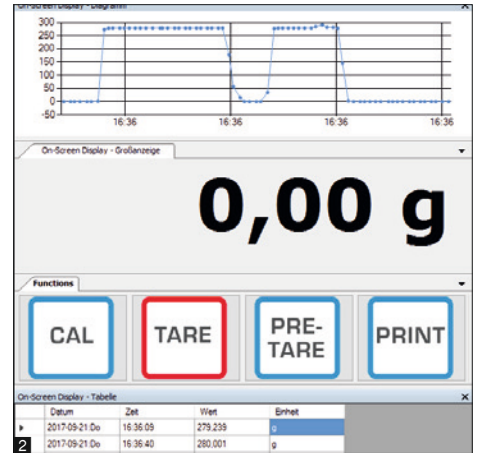 On-Screen Display - Diagramm x
300
250
200
150
100
50
0
-50
16:36 16:36 16:36 16:36
On-Screen Display - Großanzeige
0,00 g
Functions
CAL TARE PRE-TARE PRINT
On-Screen Display - Tabelle x
Datum Zeit Wert Einheit
2017-09-21:Do 16:36:09 279,239 g
2 2017-09-21:Do 16:36:40 280,001 g